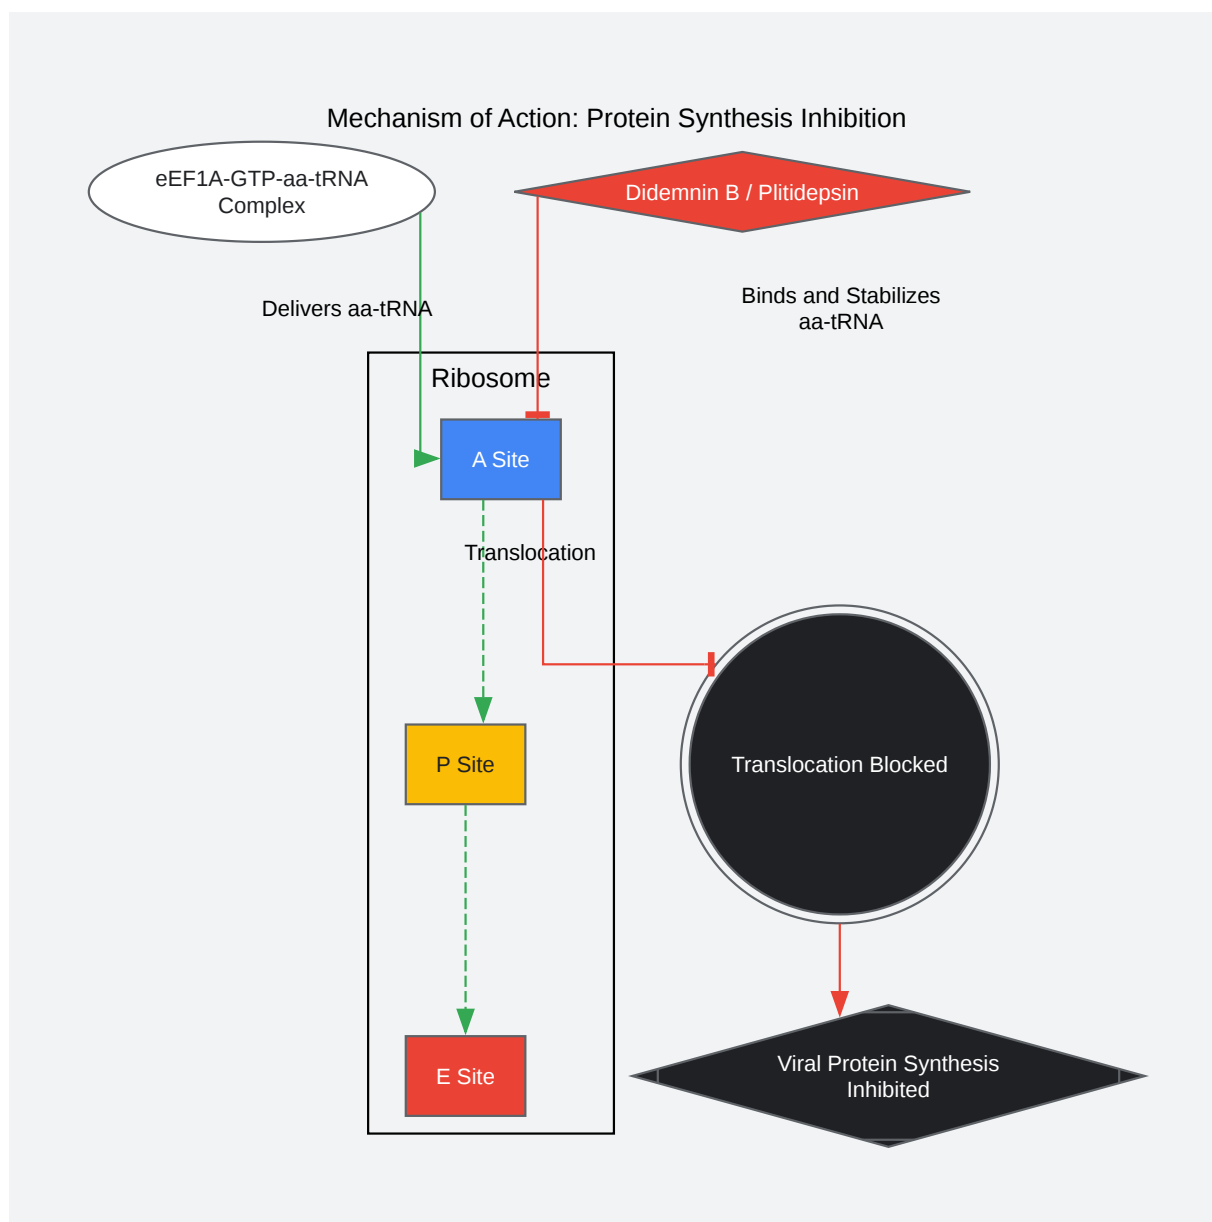 Mechanism of Action: Protein Synthesis Inhibition
eEF1A-GTP-aa-tRNA
Complex
Didemnin B / Plitidepsin
Delivers aa-tRNA
Binds and Stabilizes
aa-tRNA
Ribosome
A Site
Translocation
P Site
Translocation Blocked
E Site
Viral Protein Synthesis
Inhibited